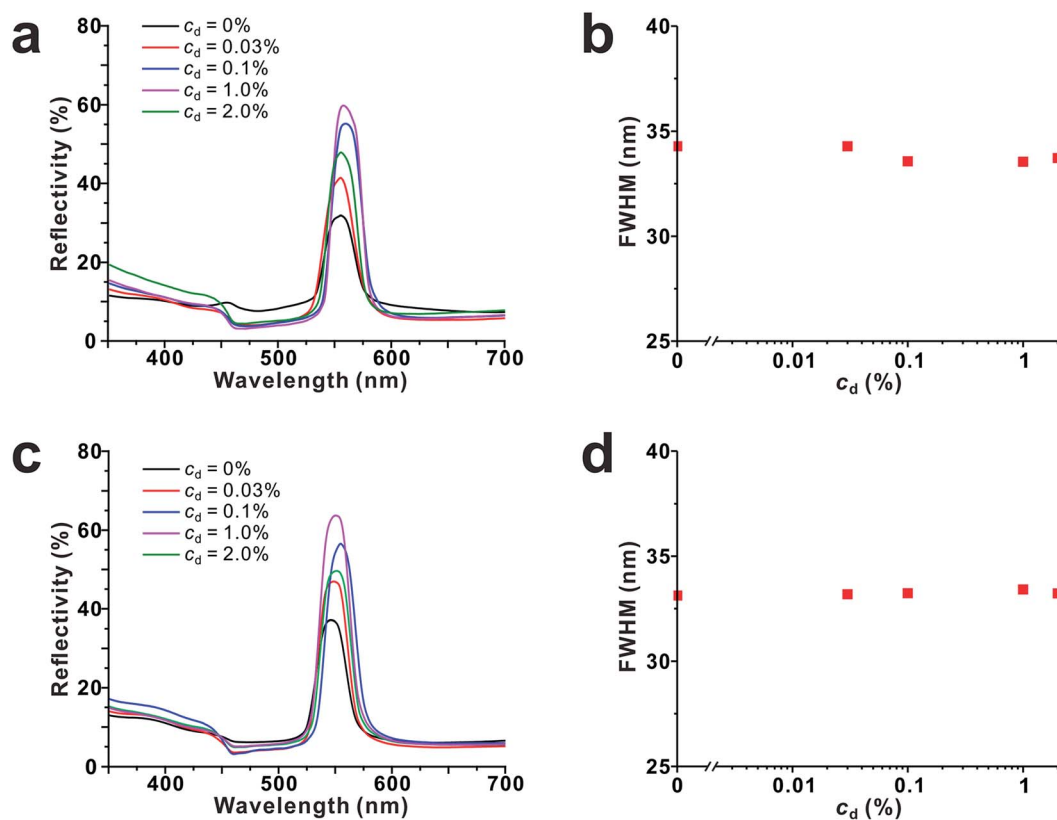 a
80
60
40
20
0
Reflectivity (%)
c_d = 0%
c_d = 0.03%
c_d = 0.1%
c_d = 1.0%
c_d = 2.0%
400 500 600 700
Wavelength (nm)
b
40
35
30
25
FWHM (nm)
0 0.01 0.1 1
c_d (%)
c
80
60
40
20
0
Reflectivity (%)
c_d = 0%
c_d = 0.03%
c_d = 0.1%
c_d = 1.0%
c_d = 2.0%
400 500 600 700
Wavelength (nm)
d
40
35
30
25
FWHM (nm)
0 0.01 0.1 1
c_d (%)